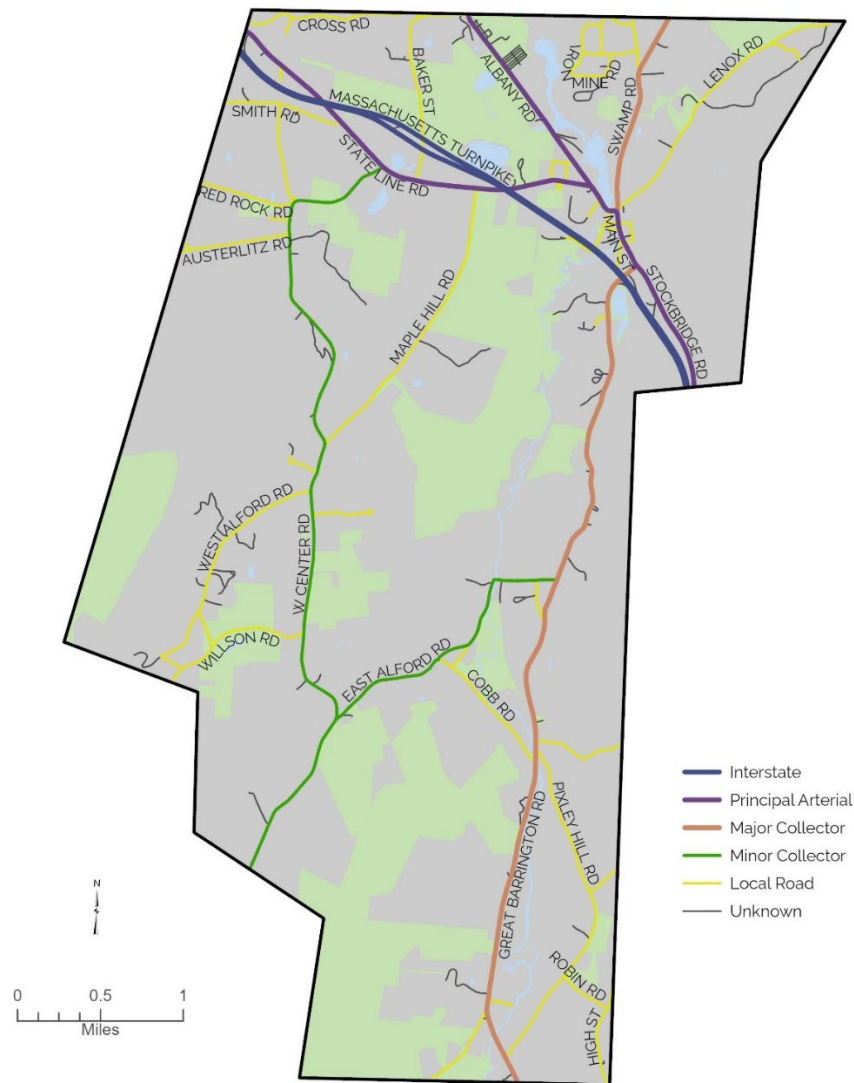 CROSS RD
BAKER ST
ALBANY RD
IRON MINE RD
SWAMP RD
LENOX RD
MASSACHUSETTS TURNPIKE
SMITH RD
STATE LINE RD
RED ROCK RD
AUSTERLITZ RD
MAIN ST
STOCKBRIDGE RD
MAPLE HILL RD
WEST ALFORD RD
W CENTER RD
WILLSON RD
EAST ALFORD RD
COBB RD
PIXLEY HILL RD
GREAT BARRINGTON RD
ROBIN RD
HIGH ST
Interstate
Principal Arterial
Major Collector
Minor Collector
Local Road
Unknown
N
0 0.5 1
Miles